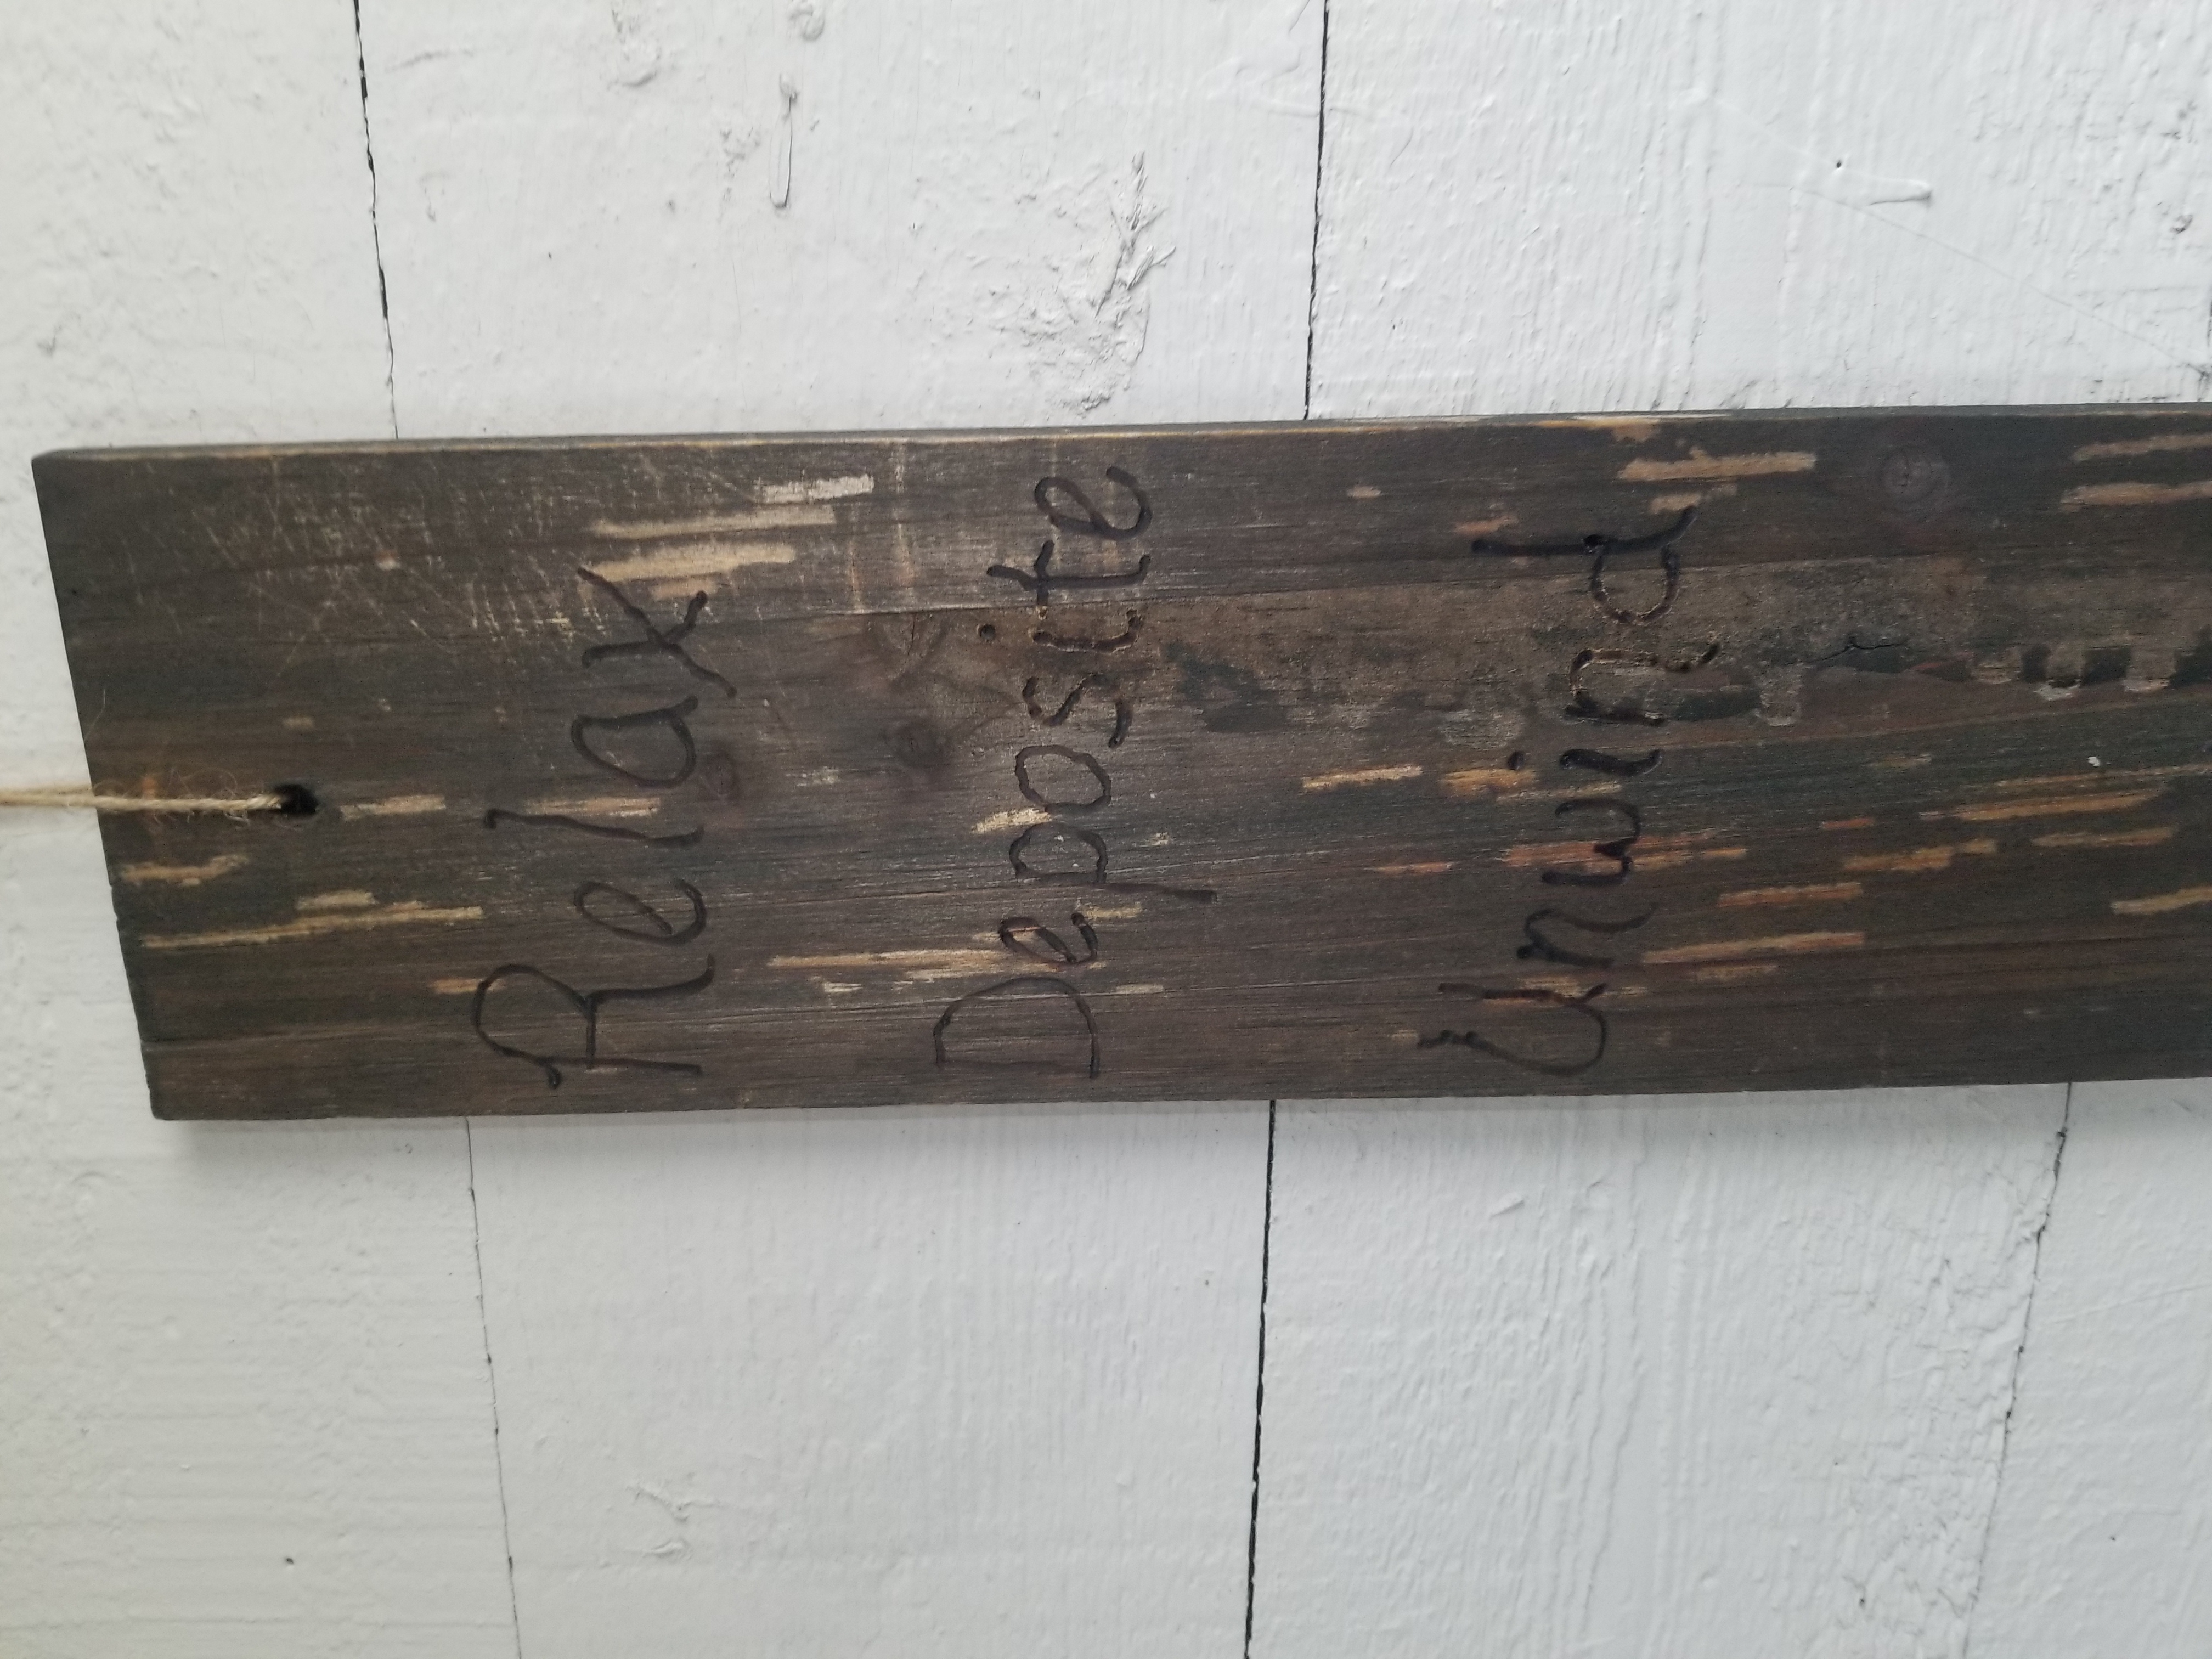 Relax
Deposite
Unwind